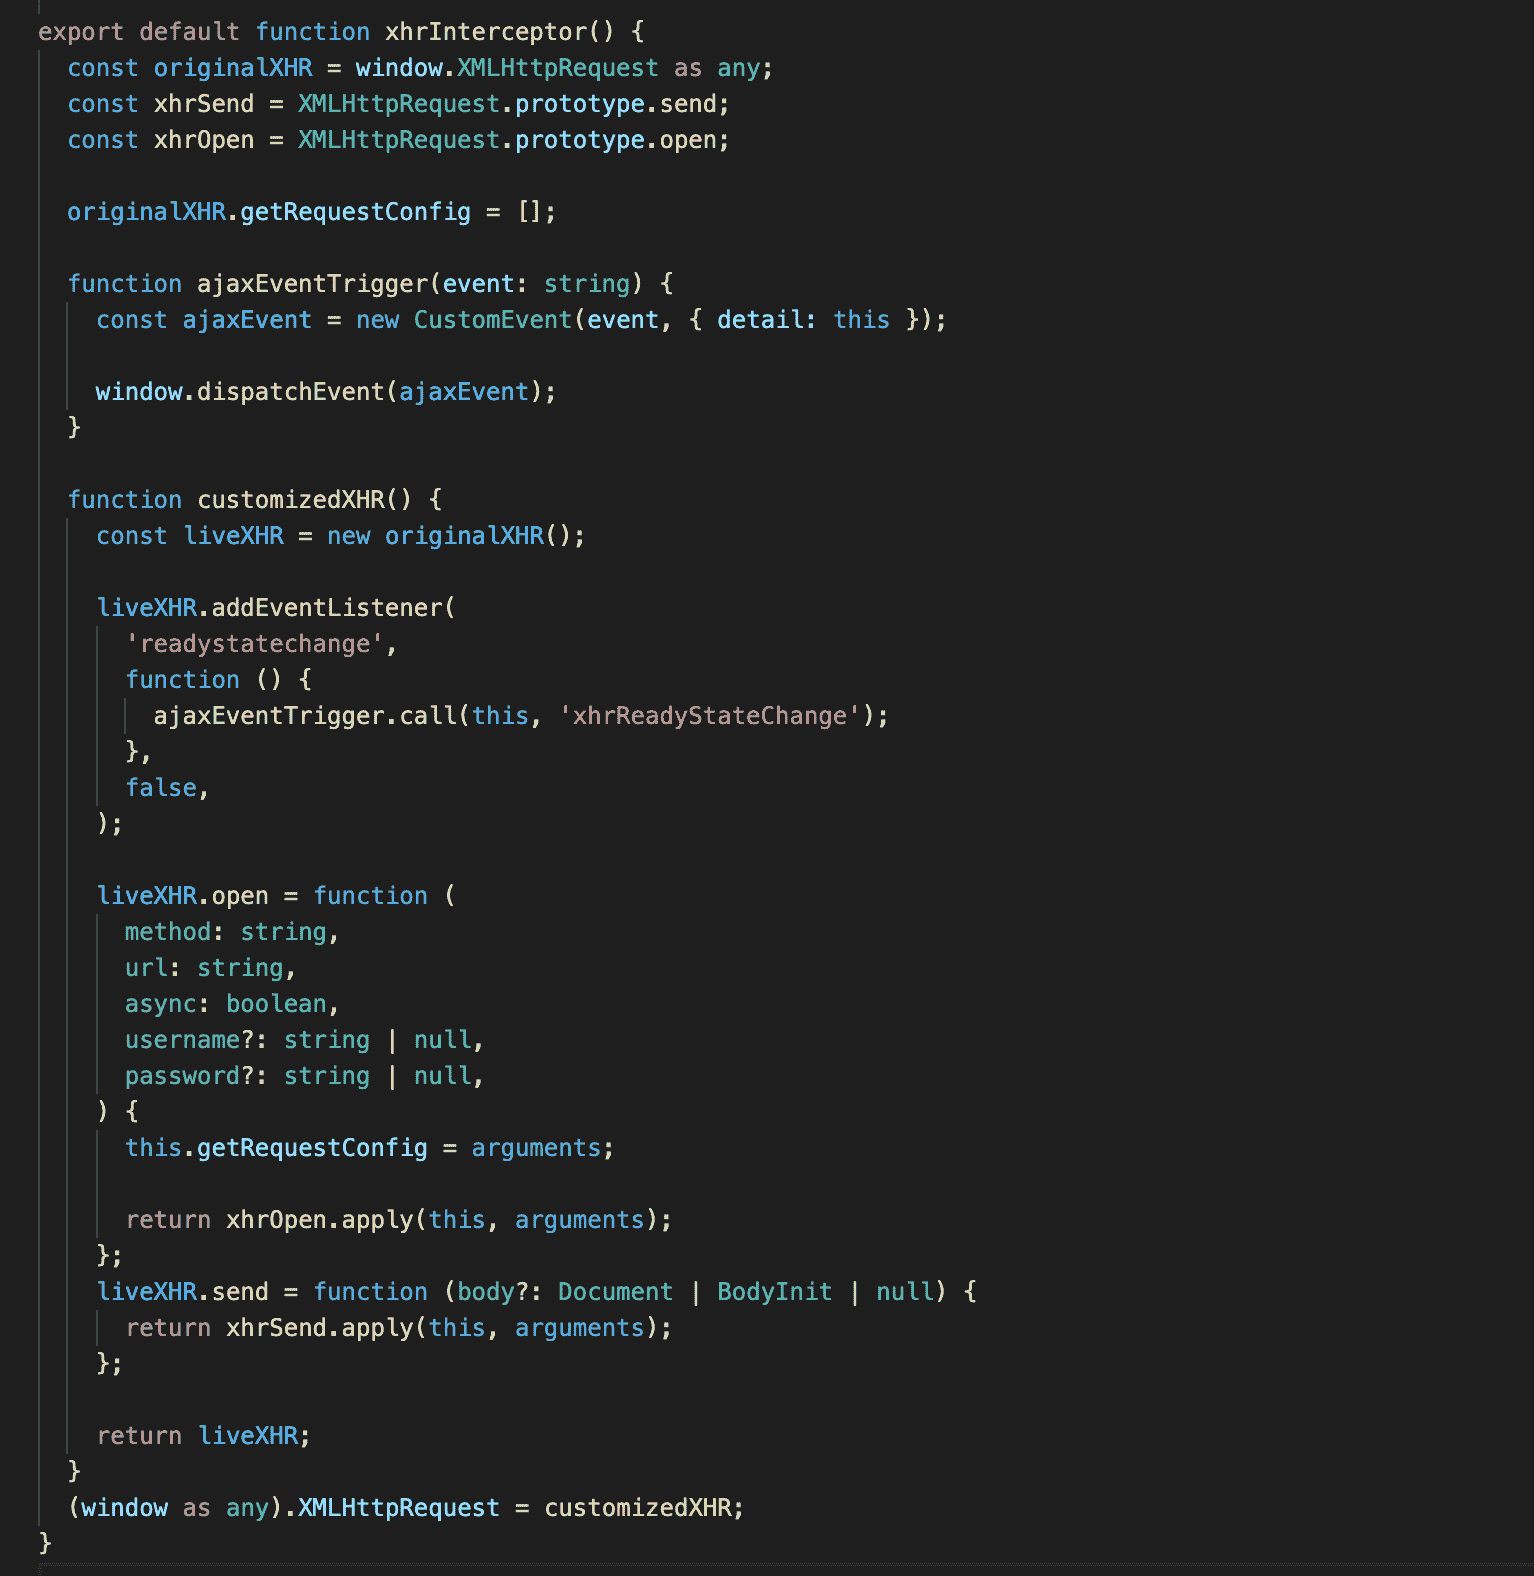 export default function xhrInterceptor() {
  const originalXHR = window.XMLHttpRequest as any;
  const xhrSend = XMLHttpRequest.prototype.send;
  const xhrOpen = XMLHttpRequest.prototype.open;

  originalXHR.getRequestConfig = [];

  function ajaxEventTrigger(event: string) {
    const ajaxEvent = new CustomEvent(event, { detail: this });

    window.dispatchEvent(ajaxEvent);
  }

  function customizedXHR() {
    const liveXHR = new originalXHR();

    liveXHR.addEventListener(
      'readystatechange',
      function () {
        ajaxEventTrigger.call(this, 'xhrReadyStateChange');
      },
      false,
    );

    liveXHR.open = function (
      method: string,
      url: string,
      async: boolean,
      username?: string | null,
      password?: string | null,
    ) {
      this.getRequestConfig = arguments;

      return xhrOpen.apply(this, arguments);
    };
    liveXHR.send = function (body?: Document | BodyInit | null) {
      return xhrSend.apply(this, arguments);
    };

    return liveXHR;
  }
  (window as any).XMLHttpRequest = customizedXHR;
}